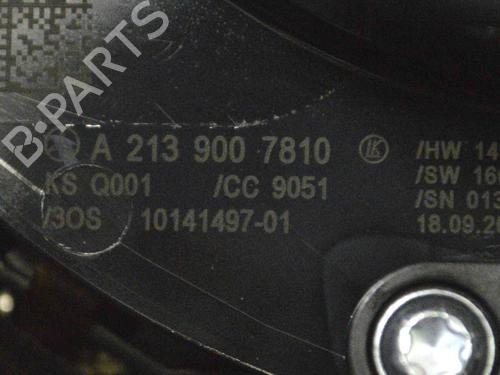 B-PARTS
A 213 900 7810 /HW 14
KS Q001 /CC 9051 /SW 160
/3OS 10141497-01 /SN 013
18.09.20